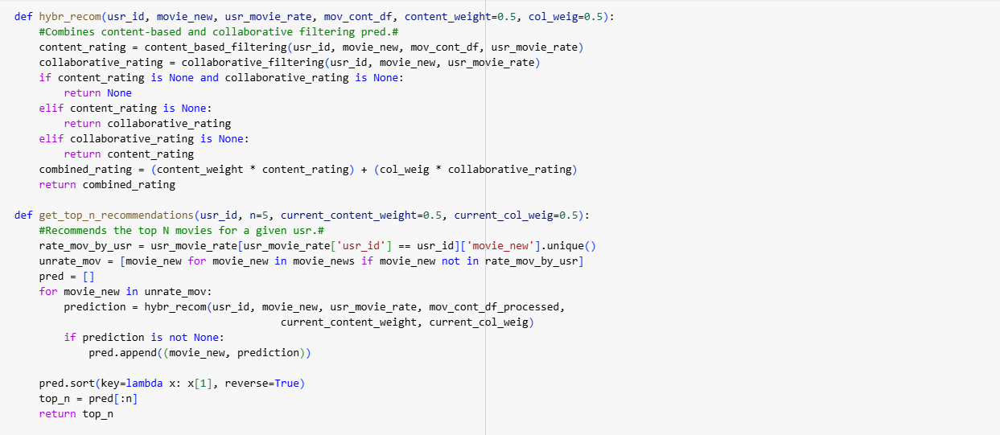 def hybr_recom(usr_id, movie_new, usr_movie_rate, mov_cont_df, content_weight=0.5, col_weig=0.5):
    #Combines content-based and collaborative filtering pred.#
    content_rating = content_based_filtering(usr_id, movie_new, mov_cont_df, usr_movie_rate)
    collaborative_rating = collaborative_filtering(usr_id, movie_new, usr_movie_rate)
    if content_rating is None and collaborative_rating is None:
        return None
    elif content_rating is None:
        return collaborative_rating
    elif collaborative_rating is None:
        return content_rating
    combined_rating = (content_weight * content_rating) + (col_weig * collaborative_rating)
    return combined_rating

def get_top_n_recommendations(usr_id, n=5, current_content_weight=0.5, current_col_weig=0.5):
    #Recommends the top N movies for a given usr.#
    rate_mov_by_usr = usr_movie_rate[usr_movie_rate['usr_id'] == usr_id]['movie_new'].unique()
    unrate_mov = [movie_new for movie_new in movie_news if movie_new not in rate_mov_by_usr]
    pred = []
    for movie_new in unrate_mov:
        prediction = hybr_recom(usr_id, movie_new, usr_movie_rate, mov_cont_df_processed,
                                           current_content_weight, current_col_weig)
        if prediction is not None:
            pred.append((movie_new, prediction))

    pred.sort(key=lambda x: x[1], reverse=True)
    top_n = pred[:n]
    return top_n